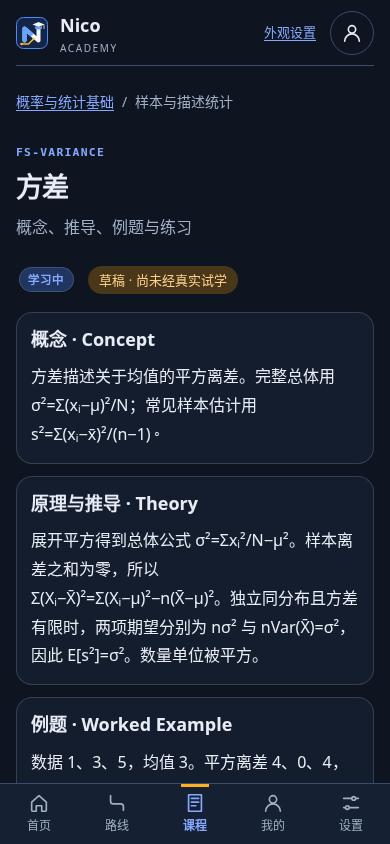 Nico
ACADEMY
外观设置
概率与统计基础 / 样本与描述统计
FS-VARIANCE
方差
概念、推导、例题与练习
学习中
草稿 · 尚未经真实试学
概念 · Concept
方差描述关于均值的平方离差。完整总体用
σ²=Σ(xᵢ−μ)²/N；常见样本估计用
s²=Σ(xᵢ−x̄)²/(n−1)。
原理与推导 · Theory
展开平方得到总体公式 σ²=Σxᵢ²/N−μ²。样本离
差之和为零，所以
Σ(Xᵢ−X̄)²=Σ(Xᵢ−μ)²−n(X̄−μ)²。独立同分布且方差
有限时，两项期望分别为 nσ² 与 nVar(X̄)=σ²，
因此 E[s²]=σ²。数量单位被平方。
例题 · Worked Example
数据 1、3、5，均值 3。平方离差 4、0、4，
首页
路线
课程
我的
设置